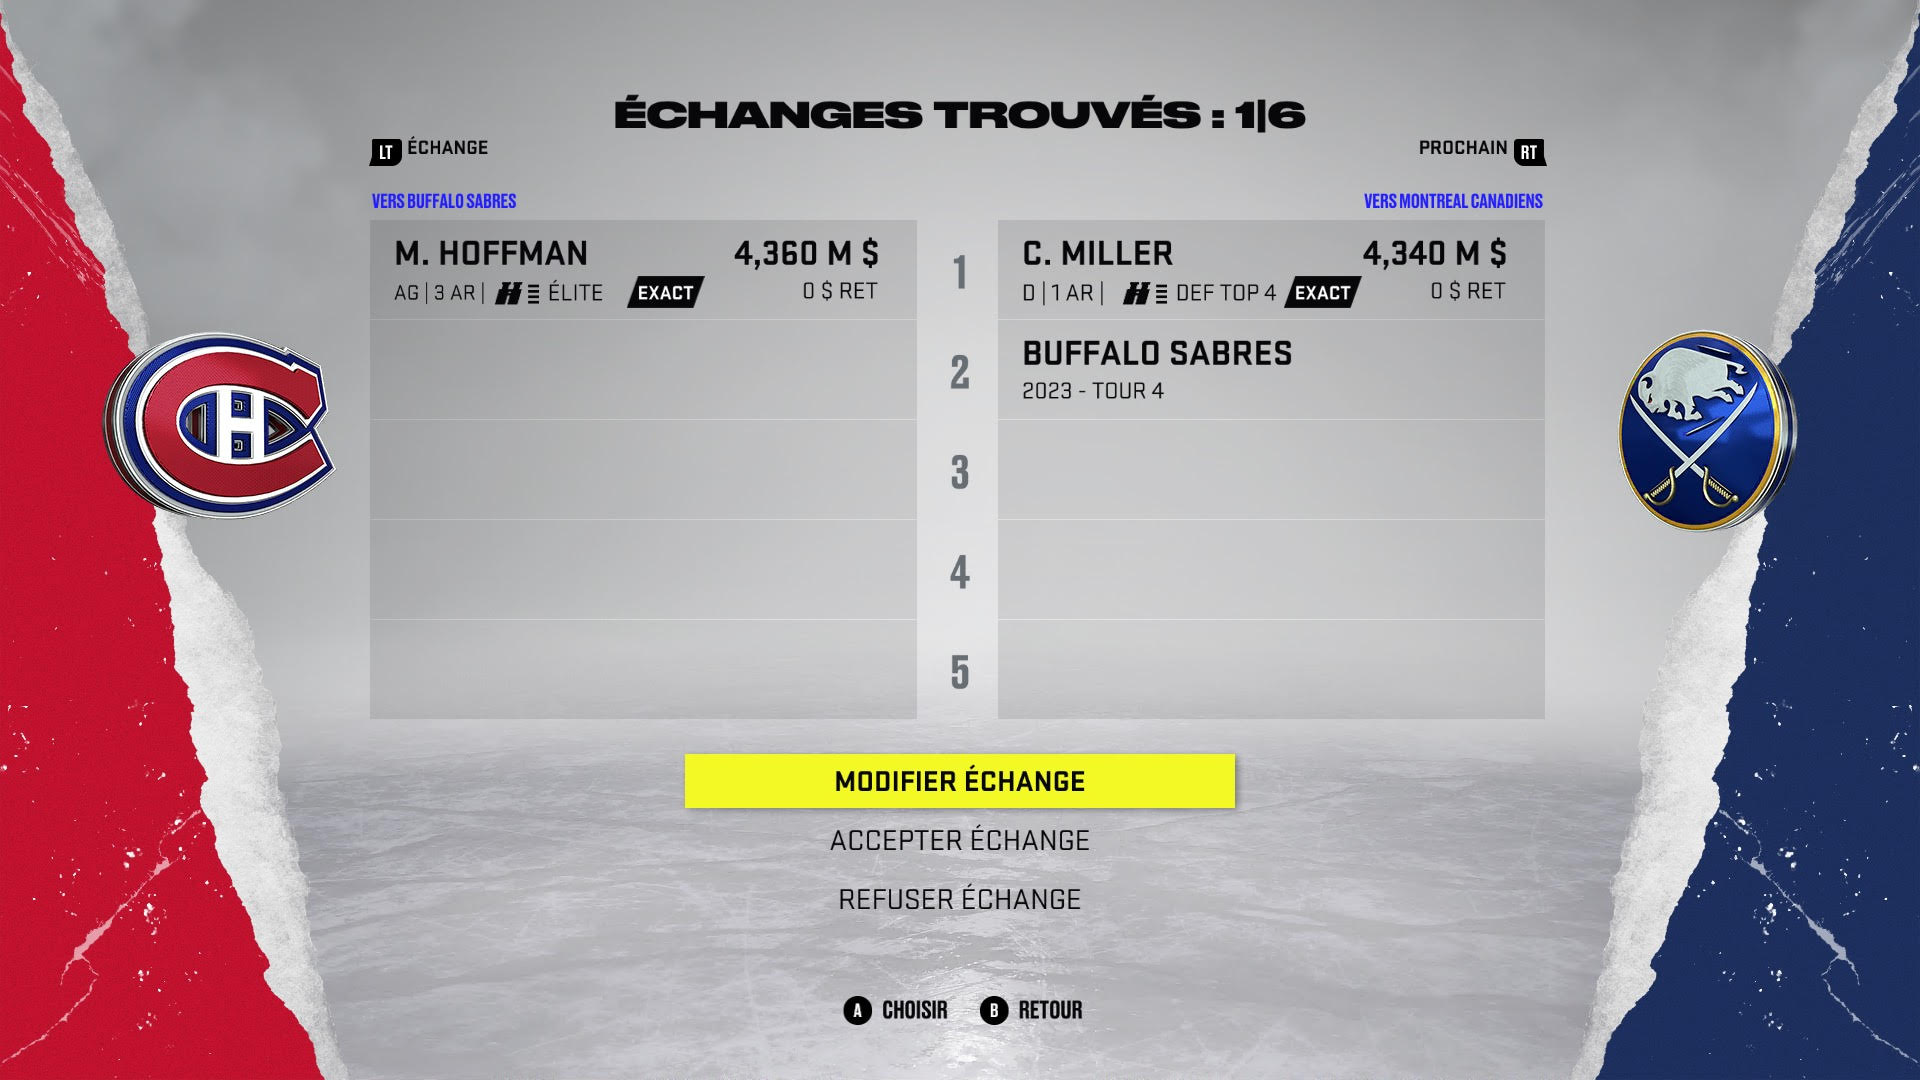 ÉCHANGES TROUVÉS : 1|6
LT ÉCHANGE
PROCHAIN RT
VERS BUFFALO SABRES
VERS MONTREAL CANADIENS
M. HOFFMAN 4,360 M $
AG | 3 AR | ÉLITE EXACT 0 $ RET
1
C. MILLER 4,340 M $
D | 1 AR | DEF TOP 4 EXACT 0 $ RET
2
BUFFALO SABRES
2023 - TOUR 4
3
4
5
MODIFIER ÉCHANGE
ACCEPTER ÉCHANGE
REFUSER ÉCHANGE
A CHOISIR B RETOUR